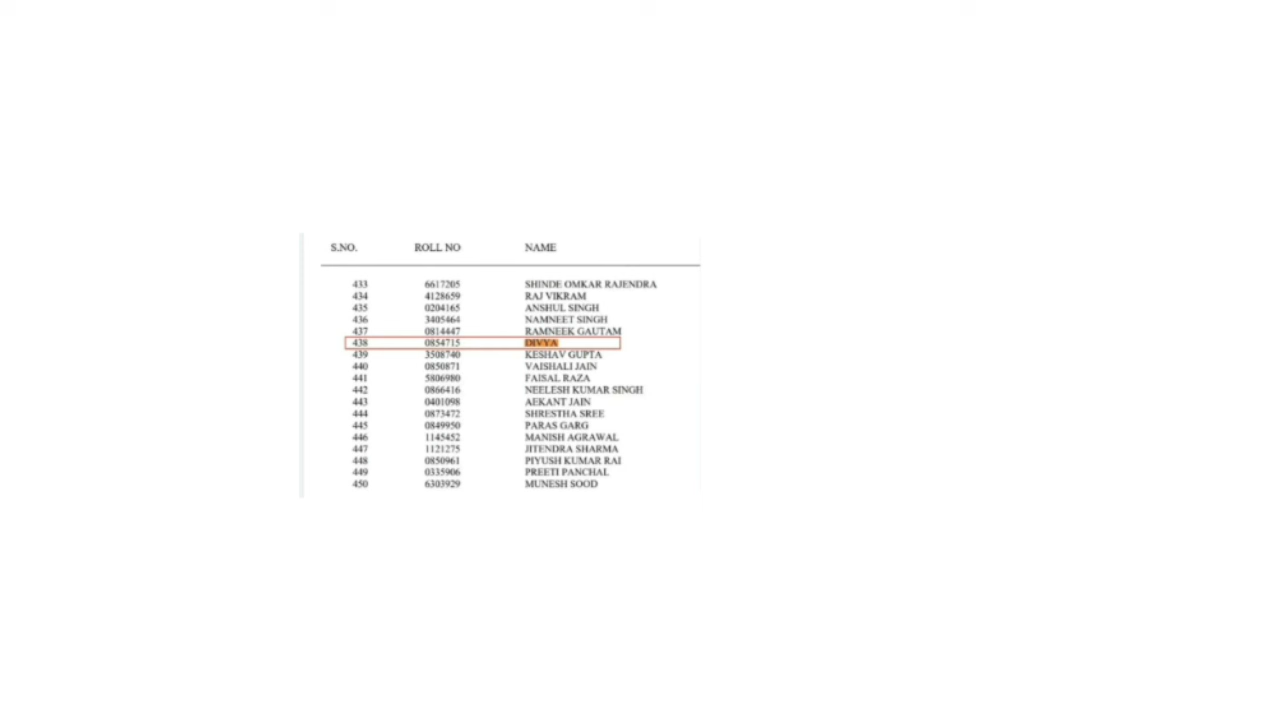 S.NO. ROLL NO NAME
433 6617205 SHINDE OMKAR RAJENDRA
434 4128659 RAJ VIKRAM
435 0204165 ANSHUL SINGH
436 3405464 NAMNEET SINGH
437 0814447 RAMNEEK GAUTAM
438 0854715 DIVYA
439 3508740 KESHAV GUPTA
440 0850871 VAISHALI JAIN
441 5806980 FAISAL RAZA
442 0866416 NEELESH KUMAR SINGH
443 0401098 AEKANT JAIN
444 0873472 SHRESTHA SREE
445 0849950 PARAS GARG
446 1145452 MANISH AGRAWAL
447 1121275 JITENDRA SHARMA
448 0850961 PIYUSH KUMAR RAI
449 0335906 PREETI PANCHAL
450 6303929 MUNESH SOOD